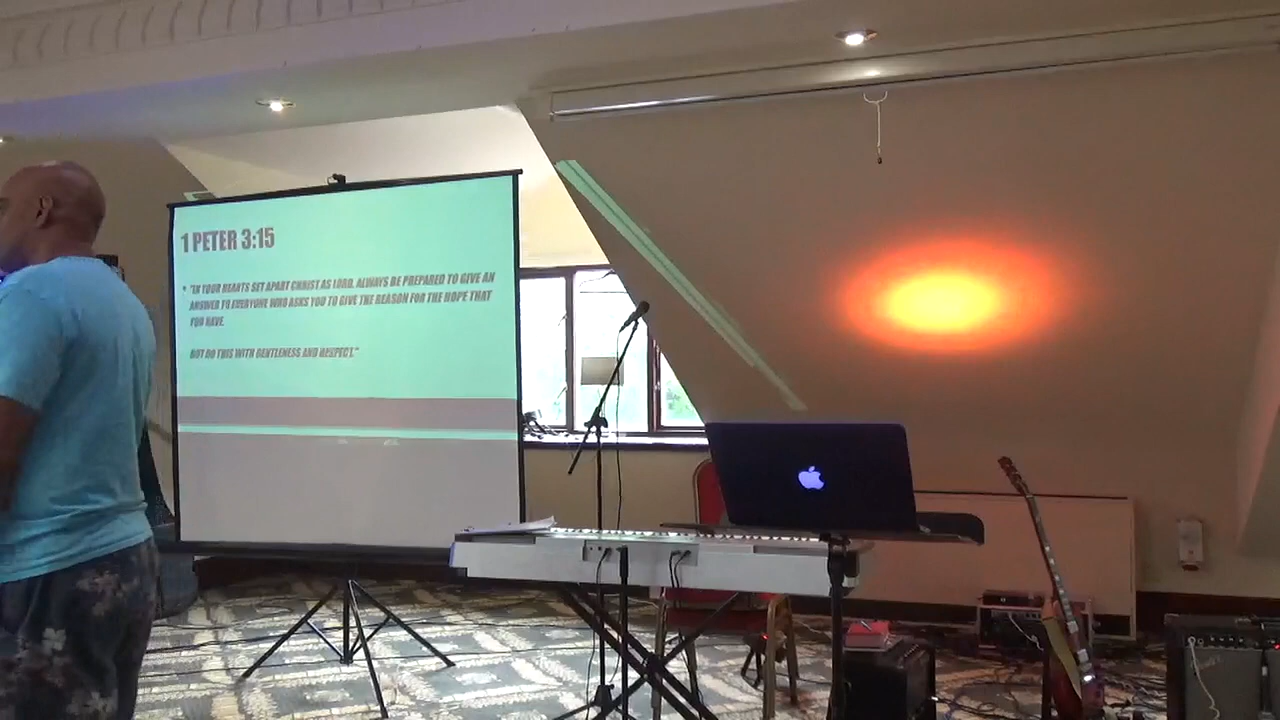 1 PETER 3:15
"IN YOUR HEARTS SET APART CHRIST AS LORD. ALWAYS BE PREPARED TO GIVE AN
ANSWER TO EVERYONE WHO ASKS YOU TO GIVE THE REASON FOR THE HOPE THAT
YOU HAVE.
BUT DO THIS WITH GENTLENESS AND RESPECT."